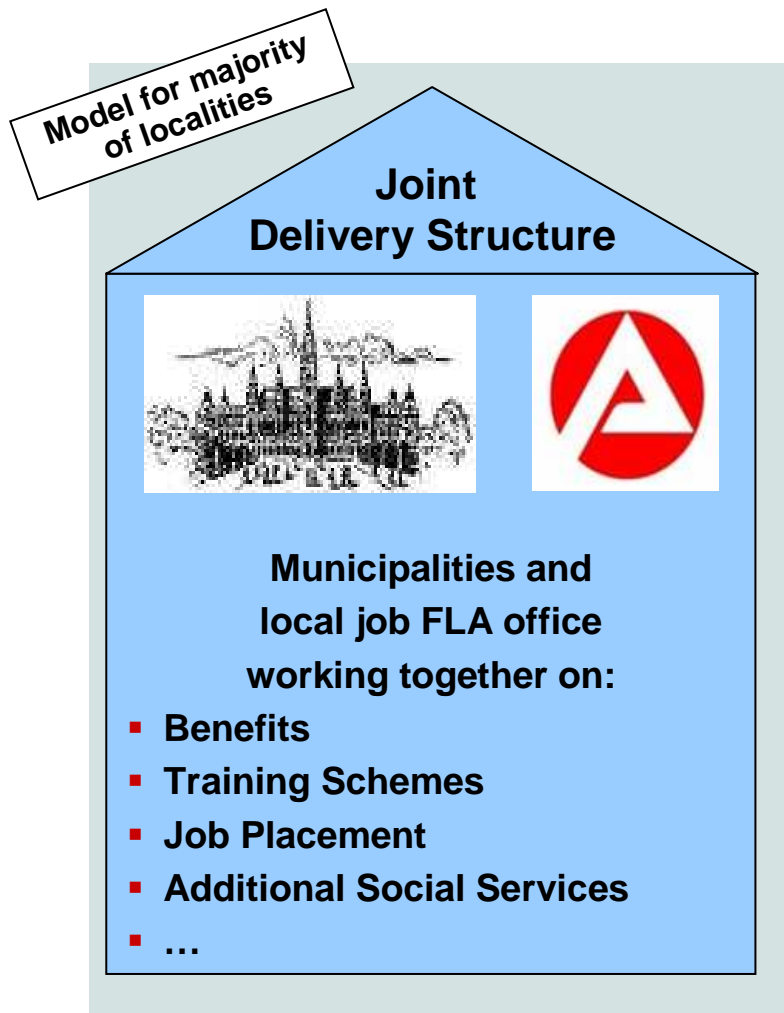 Model for majority
of localities
Joint
Delivery Structure
Municipalities and
local job FLA office
working together on:
▪ Benefits
▪ Training Schemes
▪ Job Placement
▪ Additional Social Services
▪ …